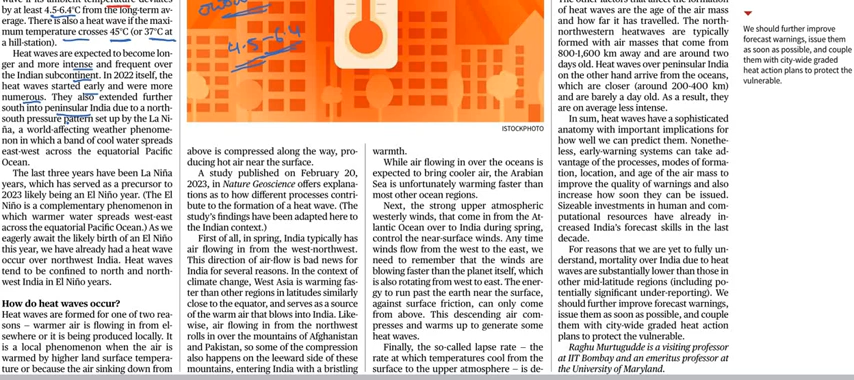 wave if its ambient temperature deviates
by at least 4.5-6.4°C from the long-term av-
erage. There is also a heat wave if the maxi-
mum temperature crosses 45°C (or 37°C at
a hill-station).
Heat waves are expected to become lon-
ger and more intense and frequent over
the Indian subcontinent. In 2022 itself, the
heat waves started early and were more
numerous. They also extended further
south into peninsular India due to a north-
south pressure pattern set up by the La Ni-
ña, a world-affecting weather phenome-
non in which a band of cool water spreads
east-west across the equatorial Pacific
Ocean.
The last three years have been La Niña
years, which has served as a precursor to
2023 likely being an El Niño year. (The El
Niño is a complementary phenomenon in
which warmer water spreads west-east
across the equatorial Pacific Ocean.) As we
eagerly await the likely birth of an El Niño
this year, we have already had a heat wave
occur over northwest India. Heat waves
tend to be confined to north and north-
west India in El Niño years.
How do heat waves occur?
Heat waves are formed for one of two rea-
sons – warmer air is flowing in from el-
sewhere or it is being produced locally. It
is a local phenomenon when the air is
warmed by higher land surface tempera-
ture or because the air sinking down from
4.5-6.4
ISTOCKPHOTO
above is compressed along the way, pro-
ducing hot air near the surface.
A study published on February 20,
2023, in Nature Geoscience offers explana-
tions as to how different processes contri-
bute to the formation of a heat wave. (The
study's findings have been adapted here to
the Indian context.)
First of all, in spring, India typically has
air flowing in from the west-northwest.
This direction of air-flow is bad news for
India for several reasons. In the context of
climate change, West Asia is warming fas-
ter than other regions in latitudes similarly
close to the equator, and serves as a source
of the warm air that blows into India. Like-
wise, air flowing in from the northwest
rolls in over the mountains of Afghanistan
and Pakistan, so some of the compression
also happens on the leeward side of these
mountains, entering India with a bristling
warmth.
While air flowing in over the oceans is
expected to bring cooler air, the Arabian
Sea is unfortunately warming faster than
most other ocean regions.
Next, the strong upper atmospheric
westerly winds, that come in from the At-
lantic Ocean over to India during spring,
control the near-surface winds. Any time
winds flow from the west to the east, we
need to remember that the winds are
blowing faster than the planet itself, which
is also rotating from west to east. The ener-
gy to run past the earth near the surface,
against surface friction, can only come
from above. This descending air com-
presses and warms up to generate some
heat waves.
Finally, the so-called lapse rate – the
rate at which temperatures cool from the
surface to the upper atmosphere – is de-
The other factors that affect the formation
of heat waves are the age of the air mass
and how far it has travelled. The north-
northwestern heatwaves are typically
formed with air masses that come from
800-1,600 km away and are around two
days old. Heat waves over peninsular India
on the other hand arrive from the oceans,
which are closer (around 200-400 km)
and are barely a day old. As a result, they
are on average less intense.
In sum, heat waves have a sophisticated
anatomy with important implications for
how well we can predict them. Nonethe-
less, early-warning systems can take ad-
vantage of the processes, modes of forma-
tion, location, and age of the air mass to
improve the quality of warnings and also
increase how soon they can be issued.
Sizeable investments in human and com-
putational resources have already in-
creased India's forecast skills in the last
decade.
For reasons that we are yet to fully un-
derstand, mortality over India due to heat
waves are substantially lower than those in
other mid-latitude regions (including po-
tentially significant under-reporting). We
should further improve forecast warnings,
issue them as soon as possible, and couple
them with city-wide graded heat action
plans to protect the vulnerable.
Raghu Murtugudde is a visiting professor
at IIT Bombay and an emeritus professor at
the University of Maryland.
We should further improve
forecast warnings, issue them
as soon as possible, and couple
them with city-wide graded
heat action plans to protect the
vulnerable.